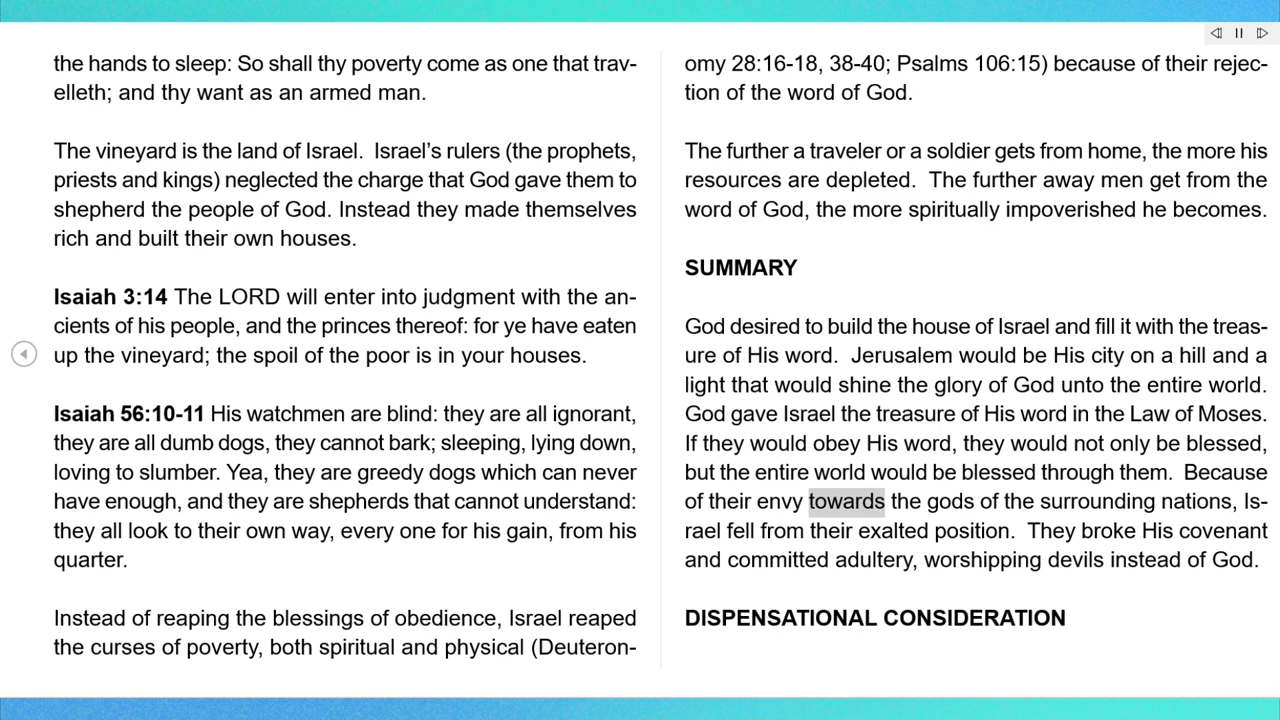 the hands to sleep: So shall thy poverty come as one that trav-
elleth; and thy want as an armed man.
The vineyard is the land of Israel.  Israel’s rulers (the prophets,
priests and kings) neglected the charge that God gave them to
shepherd the people of God. Instead they made themselves
rich and built their own houses.
Isaiah 3:14 The LORD will enter into judgment with the an-
cients of his people, and the princes thereof: for ye have eaten
up the vineyard; the spoil of the poor is in your houses.
Isaiah 56:10-11 His watchmen are blind: they are all ignorant,
they are all dumb dogs, they cannot bark; sleeping, lying down,
loving to slumber. Yea, they are greedy dogs which can never
have enough, and they are shepherds that cannot understand:
they all look to their own way, every one for his gain, from his
quarter.
Instead of reaping the blessings of obedience, Israel reaped
the curses of poverty, both spiritual and physical (Deuteron-
omy 28:16-18, 38-40; Psalms 106:15) because of their rejec-
tion of the word of God.
The further a traveler or a soldier gets from home, the more his
resources are depleted.  The further away men get from the
word of God, the more spiritually impoverished he becomes.
SUMMARY
God desired to build the house of Israel and fill it with the treas-
ure of His word.  Jerusalem would be His city on a hill and a
light that would shine the glory of God unto the entire world.
God gave Israel the treasure of His word in the Law of Moses.
If they would obey His word, they would not only be blessed,
but the entire world would be blessed through them.  Because
of their envy towards the gods of the surrounding nations, Is-
rael fell from their exalted position.  They broke His covenant
and committed adultery, worshipping devils instead of God.
DISPENSATIONAL CONSIDERATION